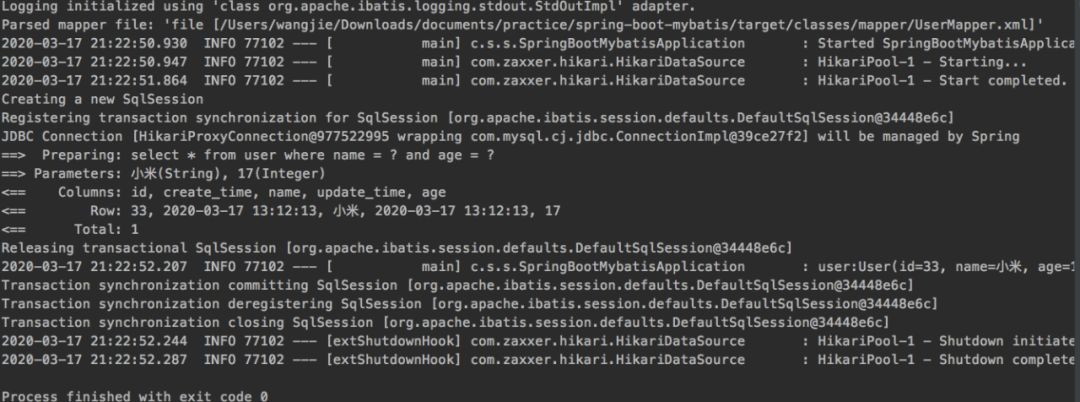 Logging initialized using 'class org.apache.ibatis.logging.stdout.StdOutImpl' adapter.
Parsed mapper file: 'file [/Users/wangjie/Downloads/documents/practise/spring-boot-mybatis/target/classes/mapper/UserMapper.xml]'
2020-03-17 21:22:50.930  INFO 77102 --- [           main] c.s.s.SpringBootMybatisApplication       : Started SpringBootMybatisApplica
2020-03-17 21:22:50.947  INFO 77102 --- [           main] com.zaxxer.hikari.HikariDataSource       : HikariPool-1 - Starting...
2020-03-17 21:22:51.864  INFO 77102 --- [           main] com.zaxxer.hikari.HikariDataSource       : HikariPool-1 - Start completed.
Creating a new SqlSession
Registering transaction synchronization for SqlSession [org.apache.ibatis.session.defaults.DefaultSqlSession@34448e6c]
JDBC Connection [HikariProxyConnection@977522995 wrapping com.mysql.cj.jdbc.ConnectionImpl@39ce27f2] will be managed by Spring
==>  Preparing: select * from user where name = ? and age = ?
==> Parameters: 小米(String), 17(Integer)
<==    Columns: id, create_time, name, update_time, age
<==        Row: 33, 2020-03-17 13:12:13, 小米, 2020-03-17 13:12:13, 17
<==      Total: 1
Releasing transactional SqlSession [org.apache.ibatis.session.defaults.DefaultSqlSession@34448e6c]
2020-03-17 21:22:52.207  INFO 77102 --- [           main] c.s.s.SpringBootMybatisApplication       : user:User(id=33, name=小米, age=1
Transaction synchronization committing SqlSession [org.apache.ibatis.session.defaults.DefaultSqlSession@34448e6c]
Transaction synchronization deregistering SqlSession [org.apache.ibatis.session.defaults.DefaultSqlSession@34448e6c]
Transaction synchronization closing SqlSession [org.apache.ibatis.session.defaults.DefaultSqlSession@34448e6c]
2020-03-17 21:22:52.244  INFO 77102 --- [extShutdownHook] com.zaxxer.hikari.HikariDataSource       : HikariPool-1 - Shutdown initiate
2020-03-17 21:22:52.287  INFO 77102 --- [extShutdownHook] com.zaxxer.hikari.HikariDataSource       : HikariPool-1 - Shutdown complete
Process finished with exit code 0